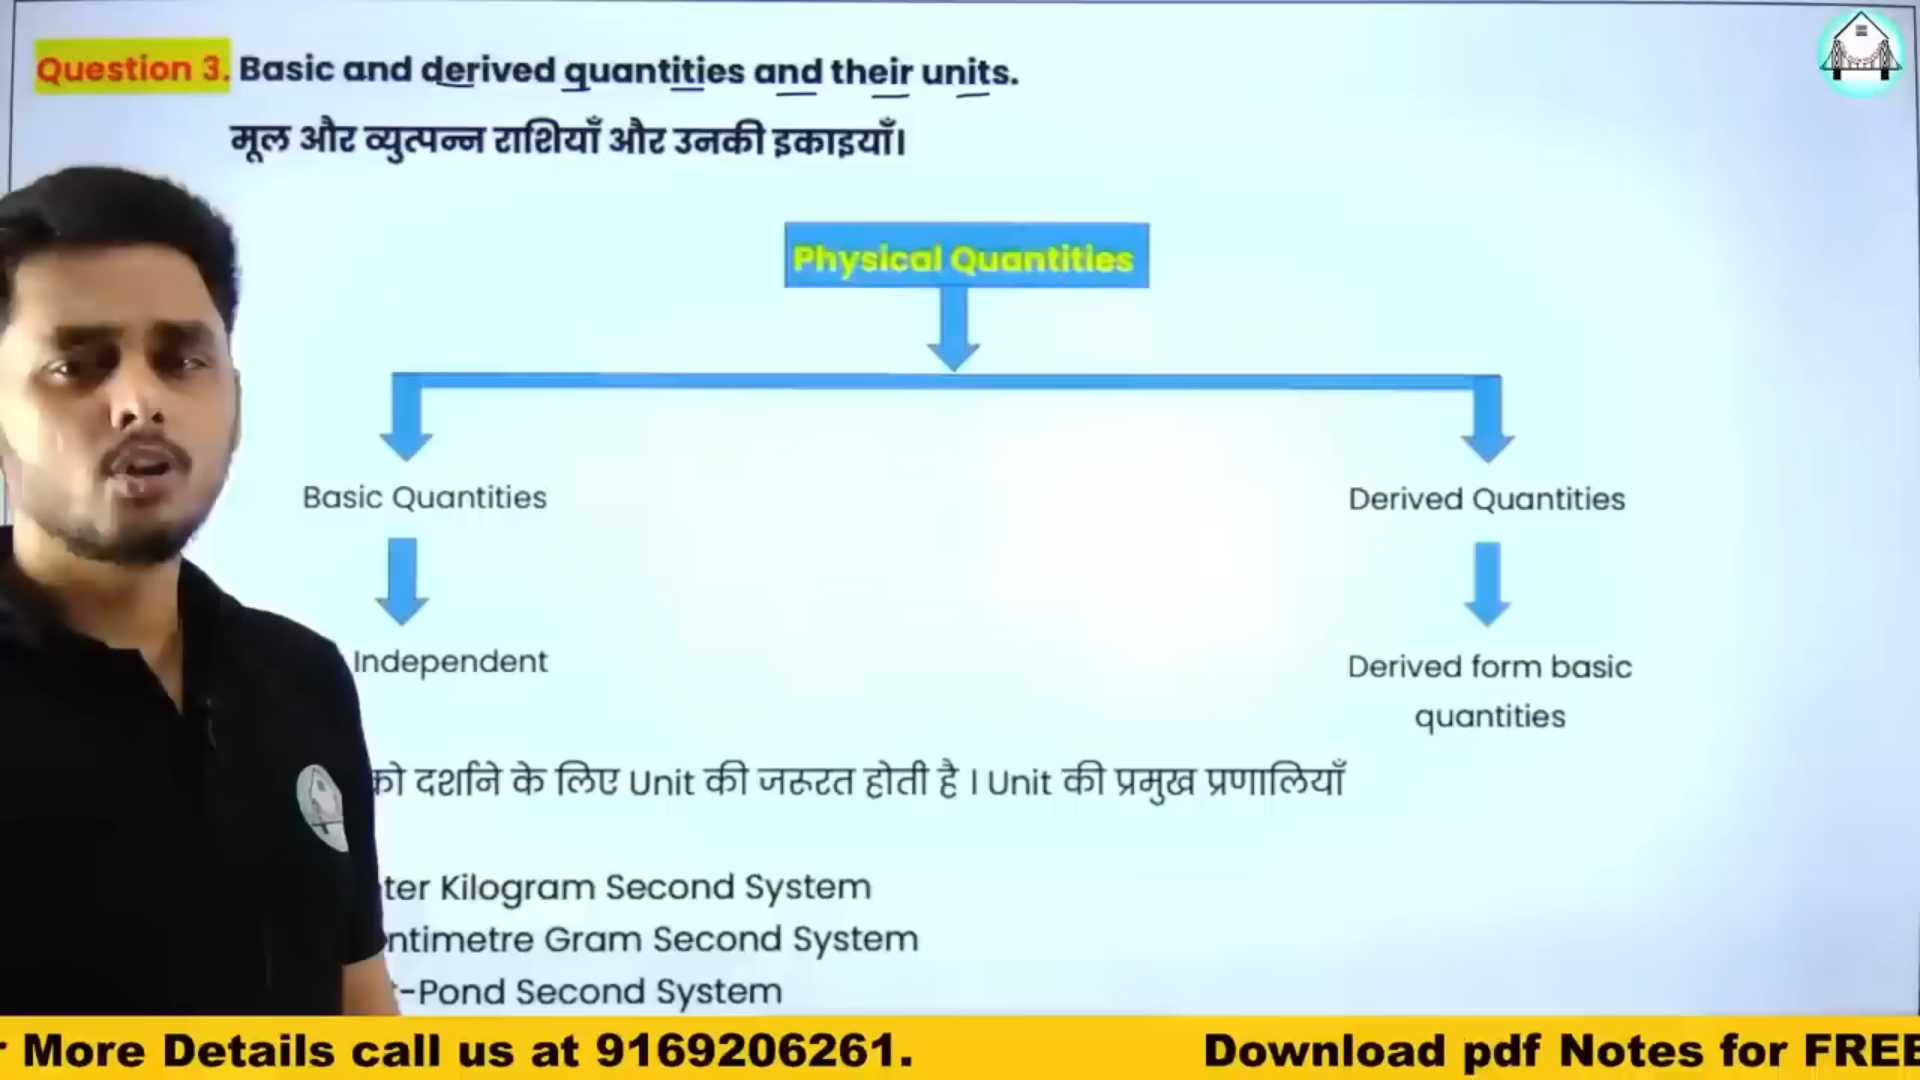 Question 3. Basic and derived quantities and their units.
मूल और व्युत्पन्न राशियाँ और उनकी इकाइयाँ।
Physical Quantities
Basic Quantities
Derived Quantities
Independent
Derived form basic
quantities
को दर्शाने के लिए Unit की जरूरत होती है । Unit की प्रमुख प्रणालियाँ
Kilogram Second System
Gram Second System
-Pond Second System
More Details call us at 9169206261.
Download pdf Notes for FREE